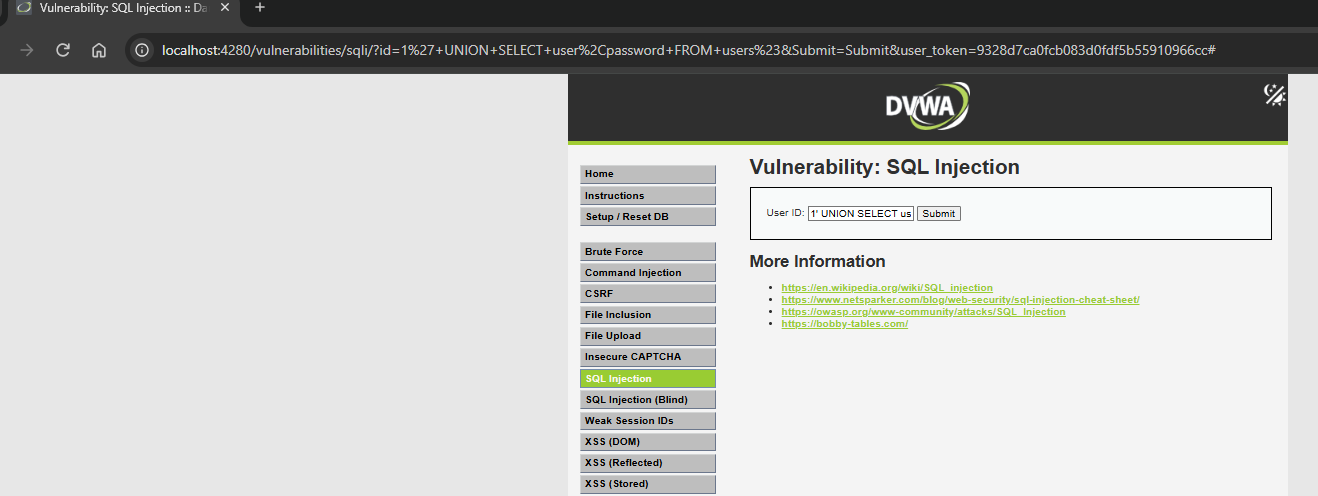 Vulnerability: SQL Injection :: Da
localhost:4280/vulnerabilities/sqli/?id=1%27+UNION+SELECT+user%2Cpassword+FROM+users%23&Submit=Submit&user_token=9328d7ca0fcb083d0fdf5b55910966cc#
DVWA
Home
Instructions
Setup / Reset DB
Brute Force
Command Injection
CSRF
File Inclusion
File Upload
Insecure CAPTCHA
SQL Injection
SQL Injection (Blind)
Weak Session IDs
XSS (DOM)
XSS (Reflected)
XSS (Stored)
Vulnerability: SQL Injection
User ID: 1' UNION SELECT us Submit
More Information
https://en.wikipedia.org/wiki/SQL_injection
https://www.netsparker.com/blog/web-security/sql-injection-cheat-sheet/
https://owasp.org/www-community/attacks/SQL_Injection
https://bobby-tables.com/